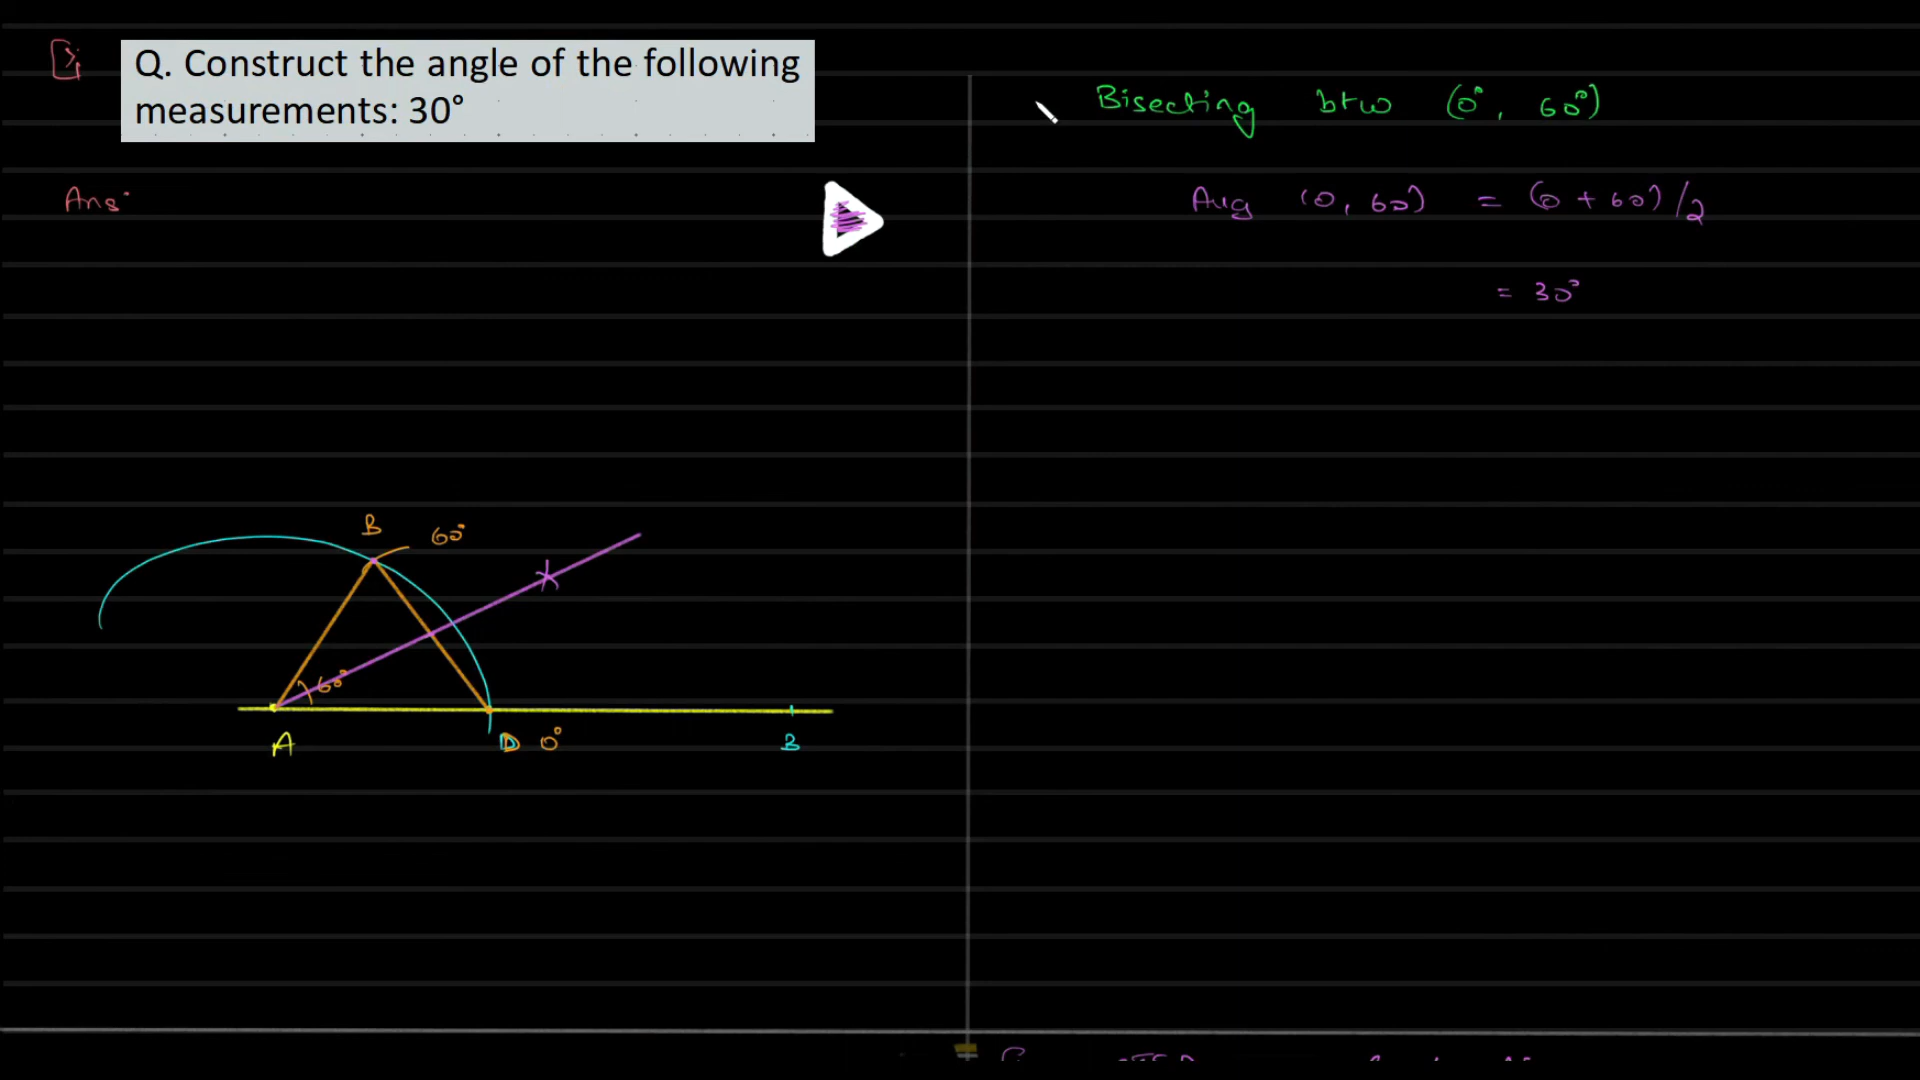 Q. Construct the angle of the following
measurements: 30°
Ans:
B 60°
60°
A
D 0°
B
Bisecting btw (0°, 60°)
Avg (0, 60) = (0 + 60)/2
= 30°